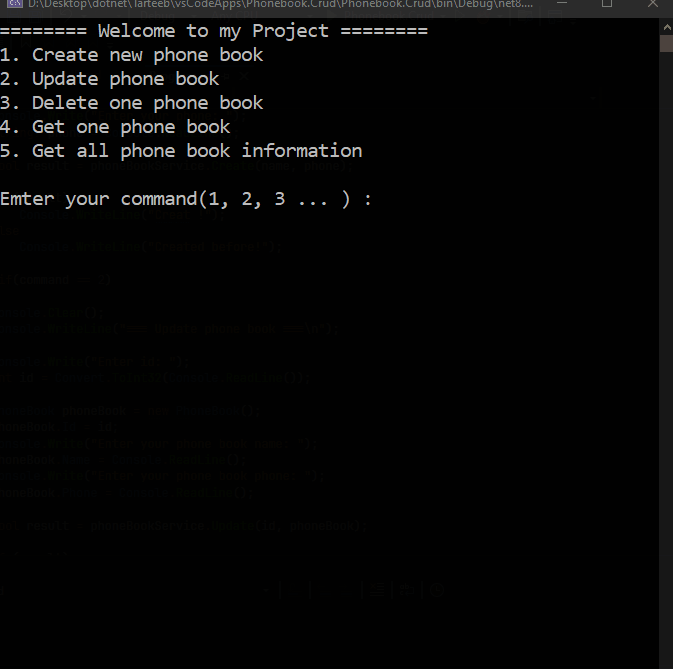 D:\Desktop\dotnet\Tarteeb\vsCodeApps\Phonebook.Crud\Phonebook.Crud\bin\Debug\net8....
======== Welcome to my Project ========
1. Create new phone book
2. Update phone book
3. Delete one phone book
4. Get one phone book
5. Get all phone book information
Emter your command(1, 2, 3 ... ) :